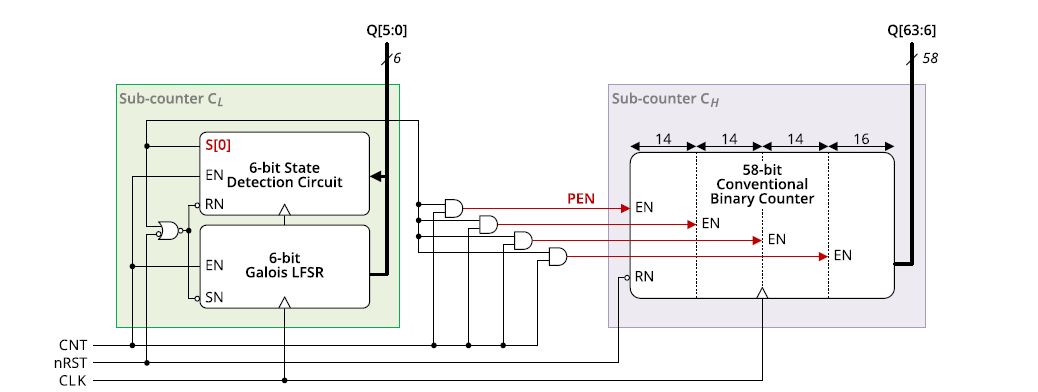 Q[5:0]
Q[63:6]
6
58
Sub-counter CL
Sub-counter CH
S[0]
14
14
14
16
6-bit State
Detection Circuit
EN
RN
58-bit
Conventional
Binary Counter
PEN
EN
EN
EN
EN
6-bit
Galois LFSR
EN
SN
RN
CNT
nRST
CLK